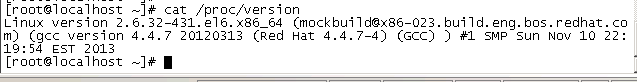 [root@localhost ~]# cat /proc/version
Linux version 2.6.32-431.el6.x86_64 (mockbuild@x86-023.build.eng.bos.redhat.co
m) (gcc version 4.4.7 20120313 (Red Hat 4.4.7-4) (GCC) ) #1 SMP Sun Nov 10 22:
19:54 EST 2013
[root@localhost ~]#